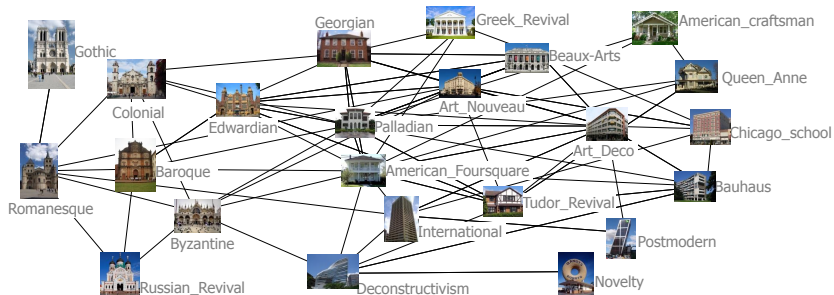 Georgian
Greek_Revival
American_craftsman
Gothic
Beaux-Arts
Queen_Anne
Colonial
Art_Nouveau
Edwardian
Palladian
Chicago_school
Art_Deco
Baroque
American_Foursquare
Bauhaus
Romanesque
Tudor_Revival
International
Byzantine
Postmodern
Russian_Revival
Deconstructivism
Novelty